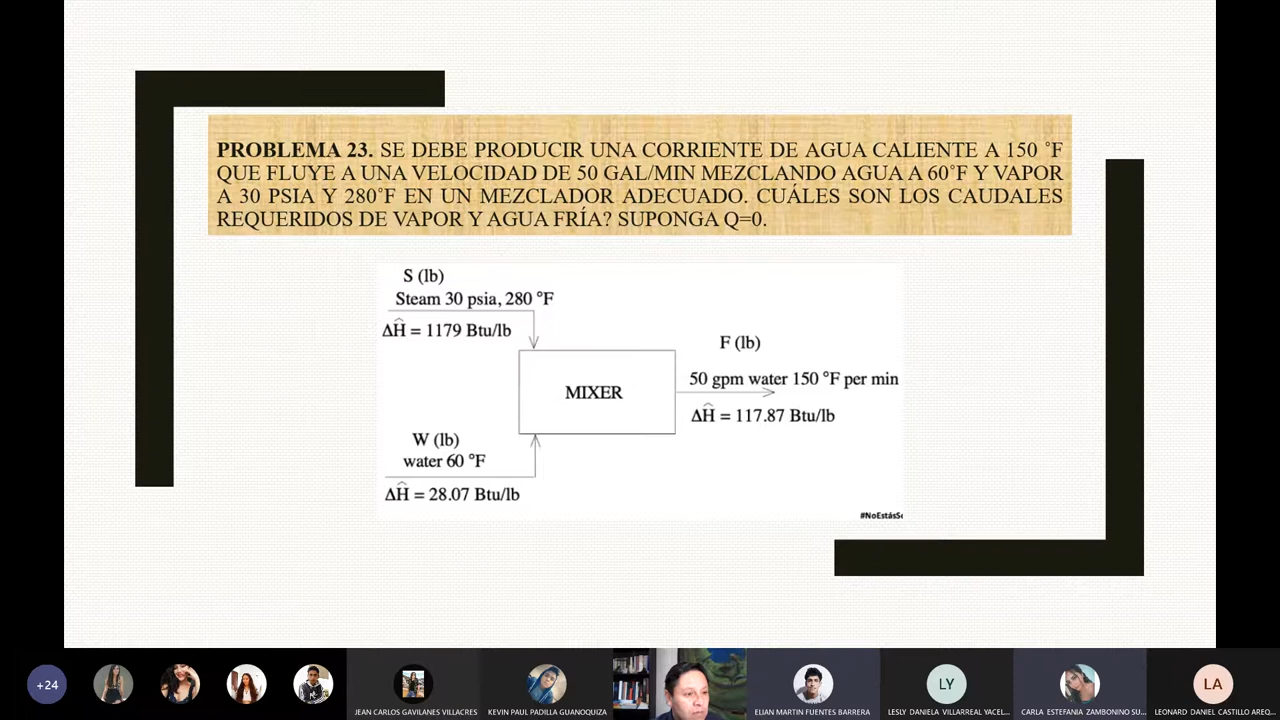 PROBLEMA 23. SE DEBE PRODUCIR UNA CORRIENTE DE AGUA CALIENTE A 150 ˚F
QUE FLUYE A UNA VELOCIDAD DE 50 GAL/MIN MEZCLANDO AGUA A 60˚F Y VAPOR
A 30 PSIA Y 280˚F EN UN MEZCLADOR ADECUADO. CUÁLES SON LOS CAUDALES
REQUERIDOS DE VAPOR Y AGUA FRÍA? SUPONGA Q=0.
S (lb)
Steam 30 psia, 280 °F
ΔĤ = 1179 Btu/lb
MIXER
F (lb)
50 gpm water 150 °F per min
ΔĤ = 117.87 Btu/lb
W (lb)
water 60 °F
ΔĤ = 28.07 Btu/lb
#NoEstásS
+24
JEAN CARLOS GAVILANES VILLACRES
KEVIN PAUL PADILLA GUANOQUIZA
ELIAN MARTIN FUENTES BARRERA
LY
LESLY DANIELA VILLARREAL YACEL...
CARLA ESTEFANIA ZAMBONINO SU...
LA
LEONARD DANIEL CASTILLO AREQ...